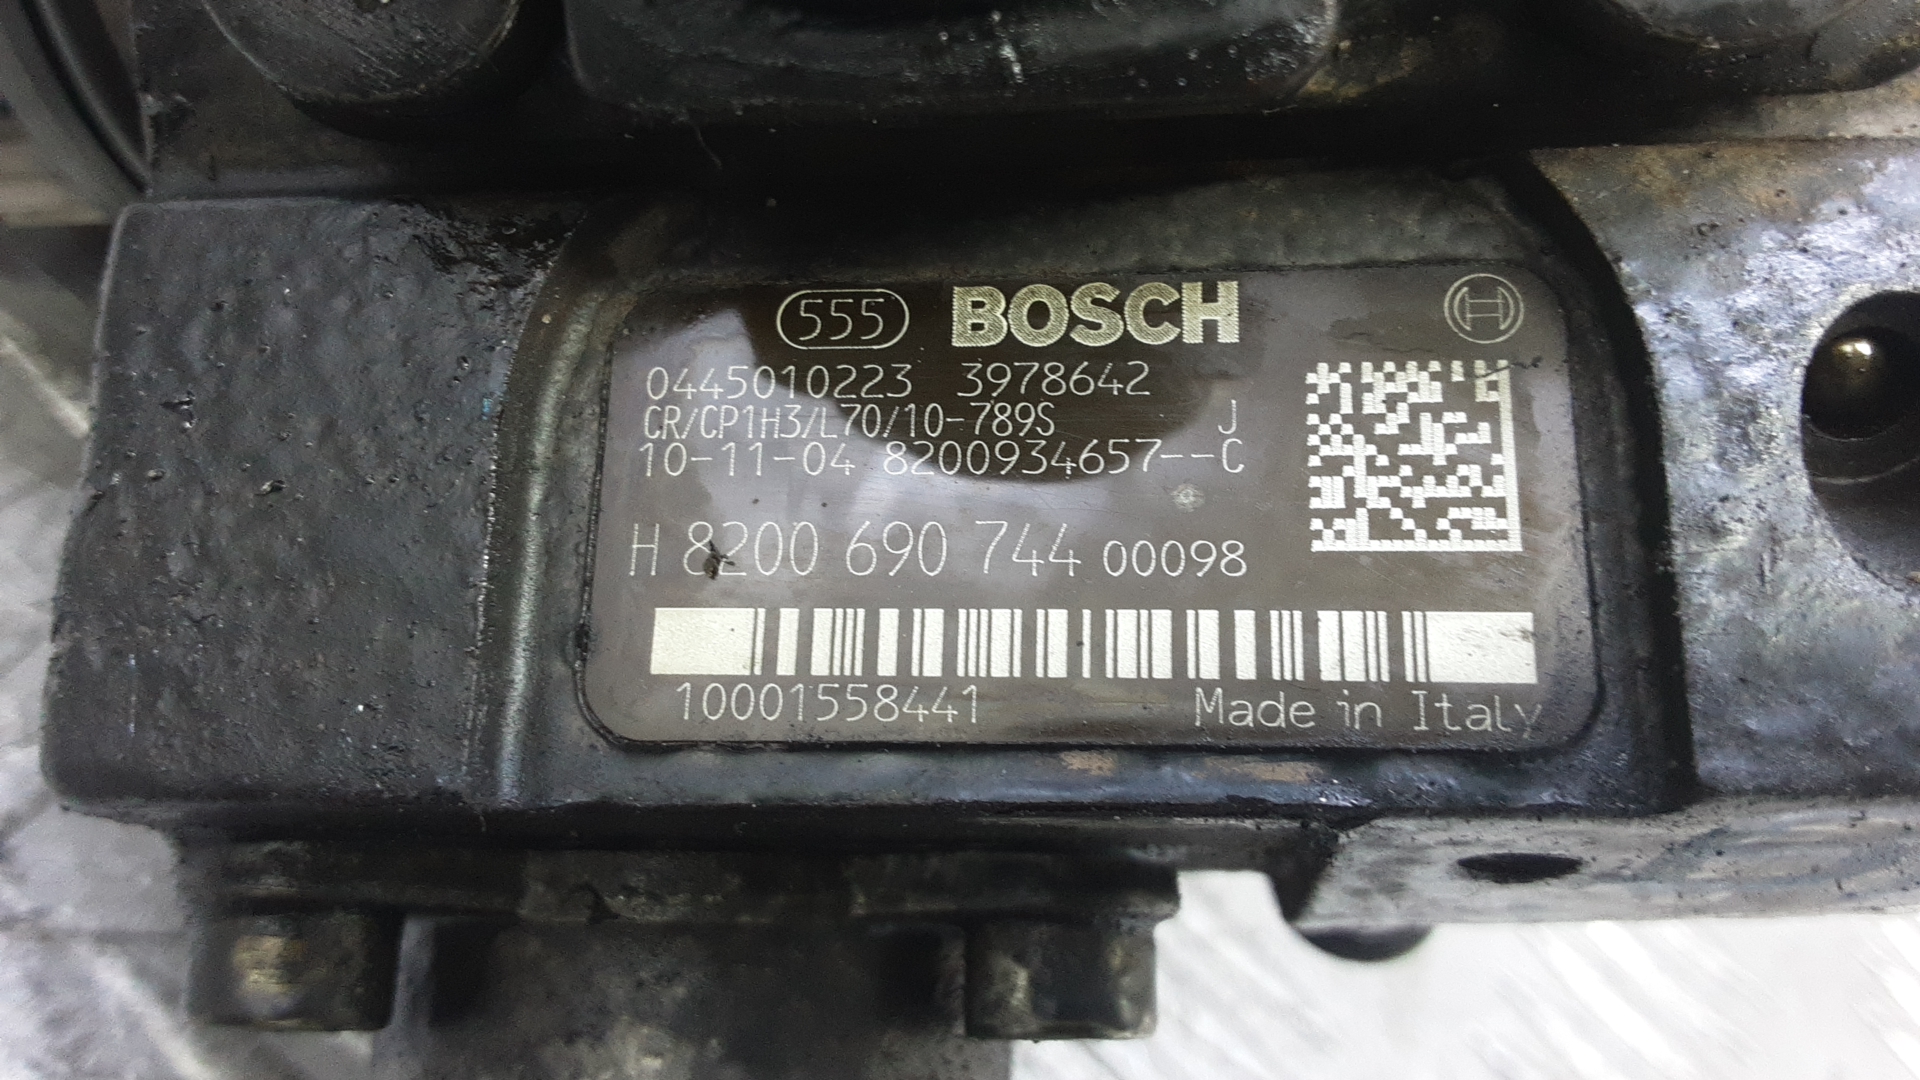 555 BOSCH
0445010223 3978642
CR/CP1H3/L70/10-789S J
10-11-04 8200934657--C
H 8200 690 744 00098
10001558441 Made in Italy